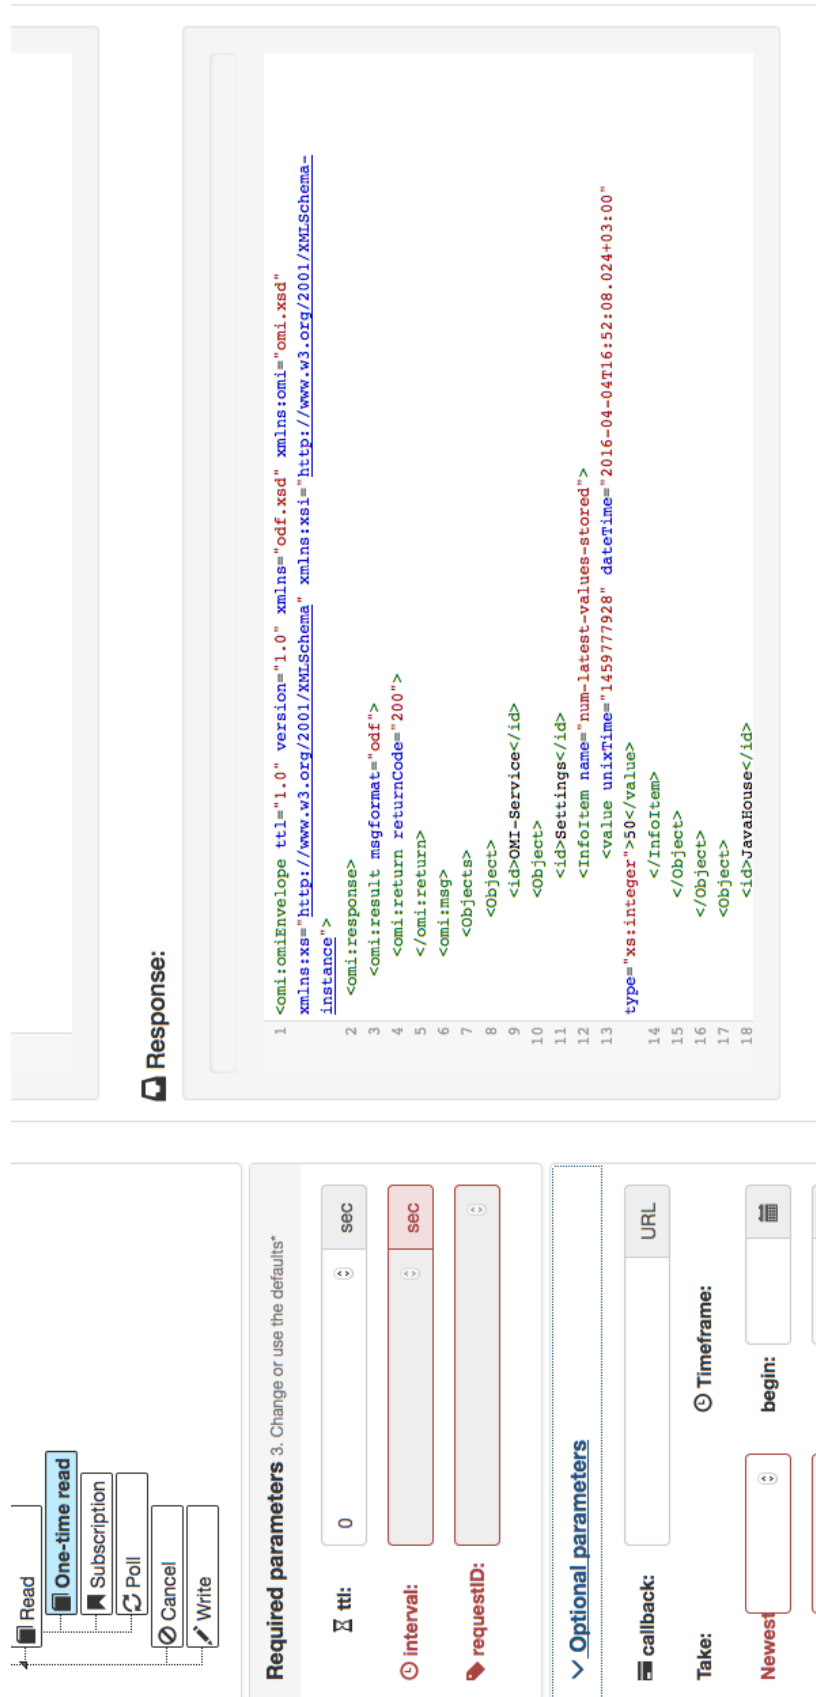 Read
One-time read
Subscription
Poll
Cancel
Write
Required parameters 3. Change or use the defaults*
ttl: 0 sec
interval: sec
requestID:
Optional parameters
callback: URL
Take: Timeframe:
Newest begin:
Response:
1 <omi:omiEnvelope ttl="1.0" version="1.0" xmlns="odf.xsd" xmlns:omi="omi.xsd"
xmlns:xs="http://www.w3.org/2001/XMLSchema" xmlns:xsi="http://www.w3.org/2001/XMLSchema-
instance">
2 <omi:response>
3 <omi:result msgformat="odf">
4 <omi:return returnCode="200">
5 </omi:return>
6 <omi:msg>
7 <Objects>
8 <Object>
9 <id>OMI-Service</id>
10 <Object>
11 <id>Settings</id>
12 <InfoItem name="num-latest-values-stored">
13 <value unixTime="1459777928" dateTime="2016-04-04T16:52:08.024+03:00"
type="xs:integer">50</value>
14 </InfoItem>
15 </Object>
16 </Object>
17 <Object>
18 <id>JavaHouse</id>